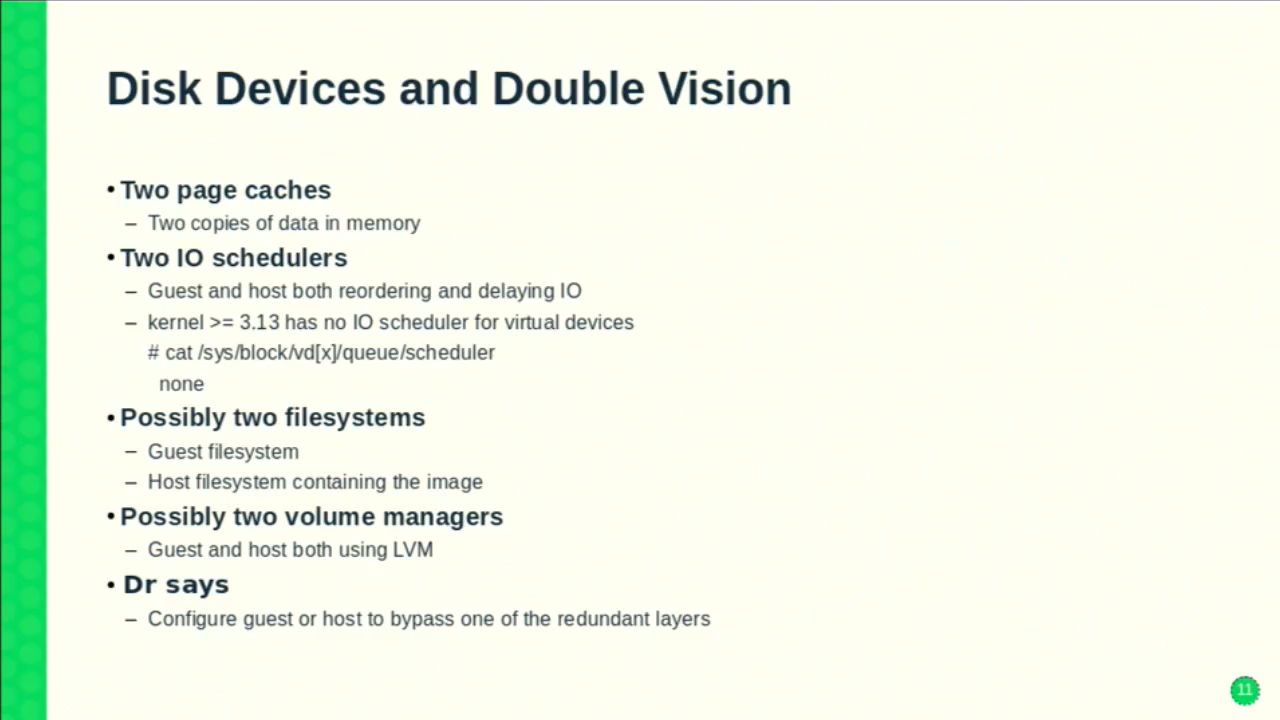 Disk Devices and Double Vision
• Two page caches
– Two copies of data in memory
• Two IO schedulers
– Guest and host both reordering and delaying IO
– kernel >= 3.13 has no IO scheduler for virtual devices
# cat /sys/block/vd[x]/queue/scheduler
none
• Possibly two filesystems
– Guest filesystem
– Host filesystem containing the image
• Possibly two volume managers
– Guest and host both using LVM
• Dr says
– Configure guest or host to bypass one of the redundant layers
11